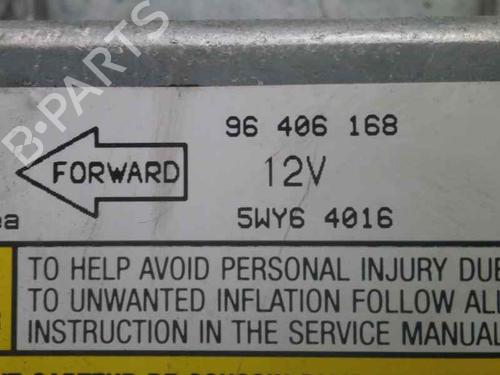 B-PARTS
96 406 168
FORWARD
12V
5WY6 4016
TO HELP AVOID PERSONAL INJURY DUE
TO UNWANTED INFLATION FOLLOW ALL
INSTRUCTION IN THE SERVICE MANUAL